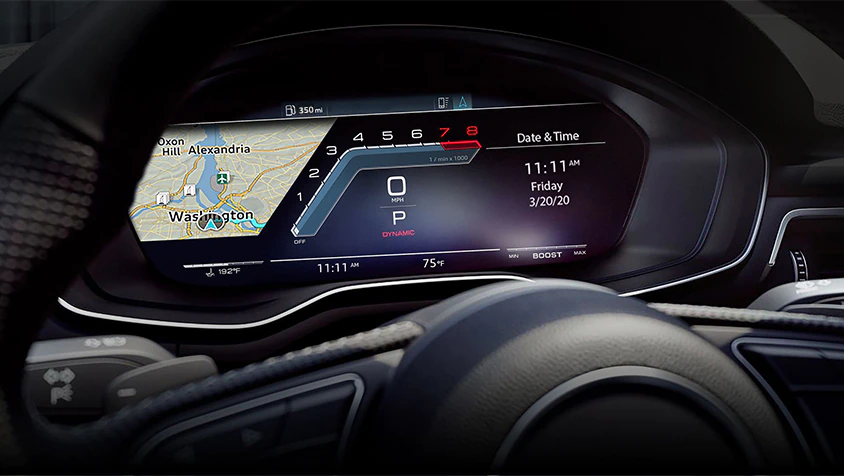 350 mi
Oxon
Hill
Alexandria
Washington
OFF
1
2
3
4
5
6
7
8
1 / min x 1000
0
MPH
P
DYNAMIC
Date & Time
11:11 AM
Friday
3/20/20
192°F
11:11 AM
75°F
MIN
BOOST
MAX